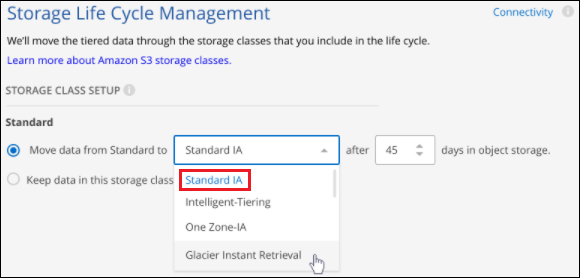 Storage Life Cycle Management
Connectivity
We'll move the tiered data through the storage classes that you include in the life cycle.
Learn more about Amazon S3 storage classes.
STORAGE CLASS SETUP
Standard
Move data from Standard to Standard IA after 45 days in object storage.
Keep data in this storage class
Standard IA
Intelligent-Tiering
One Zone-IA
Glacier Instant Retrieval